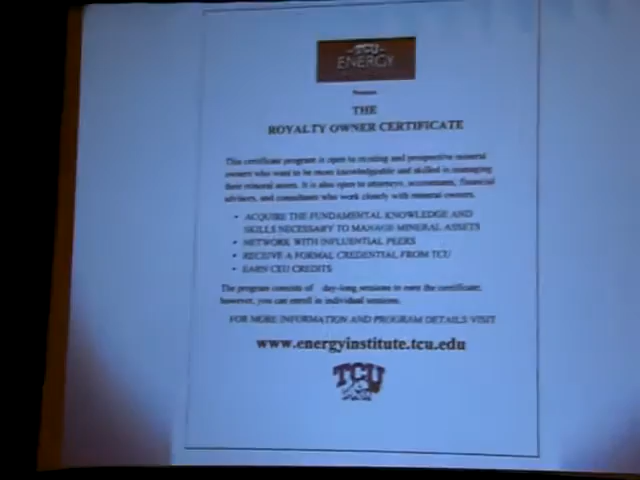 TCU
ENERGY
Presents
THE
ROYALTY OWNER CERTIFICATE
This certificate program is open to existing and prospective mineral
owners who want to be more knowledgeable and skilled in managing
their mineral assets. It is also open to attorneys, accountants, financial
advisors, and consultants who work closely with mineral owners.
• ACQUIRE THE FUNDAMENTAL KNOWLEDGE AND
SKILLS NECESSARY TO MANAGE MINERAL ASSETS
• NETWORK WITH INFLUENTIAL PEERS
• RECEIVE A FORMAL CREDENTIAL FROM TCU
• EARN CEU CREDITS
The program consists of day-long sessions to earn the certificate;
however, you can enroll in individual sessions.
FOR MORE INFORMATION AND PROGRAM DETAILS VISIT
www.energyinstitute.tcu.edu
TCU